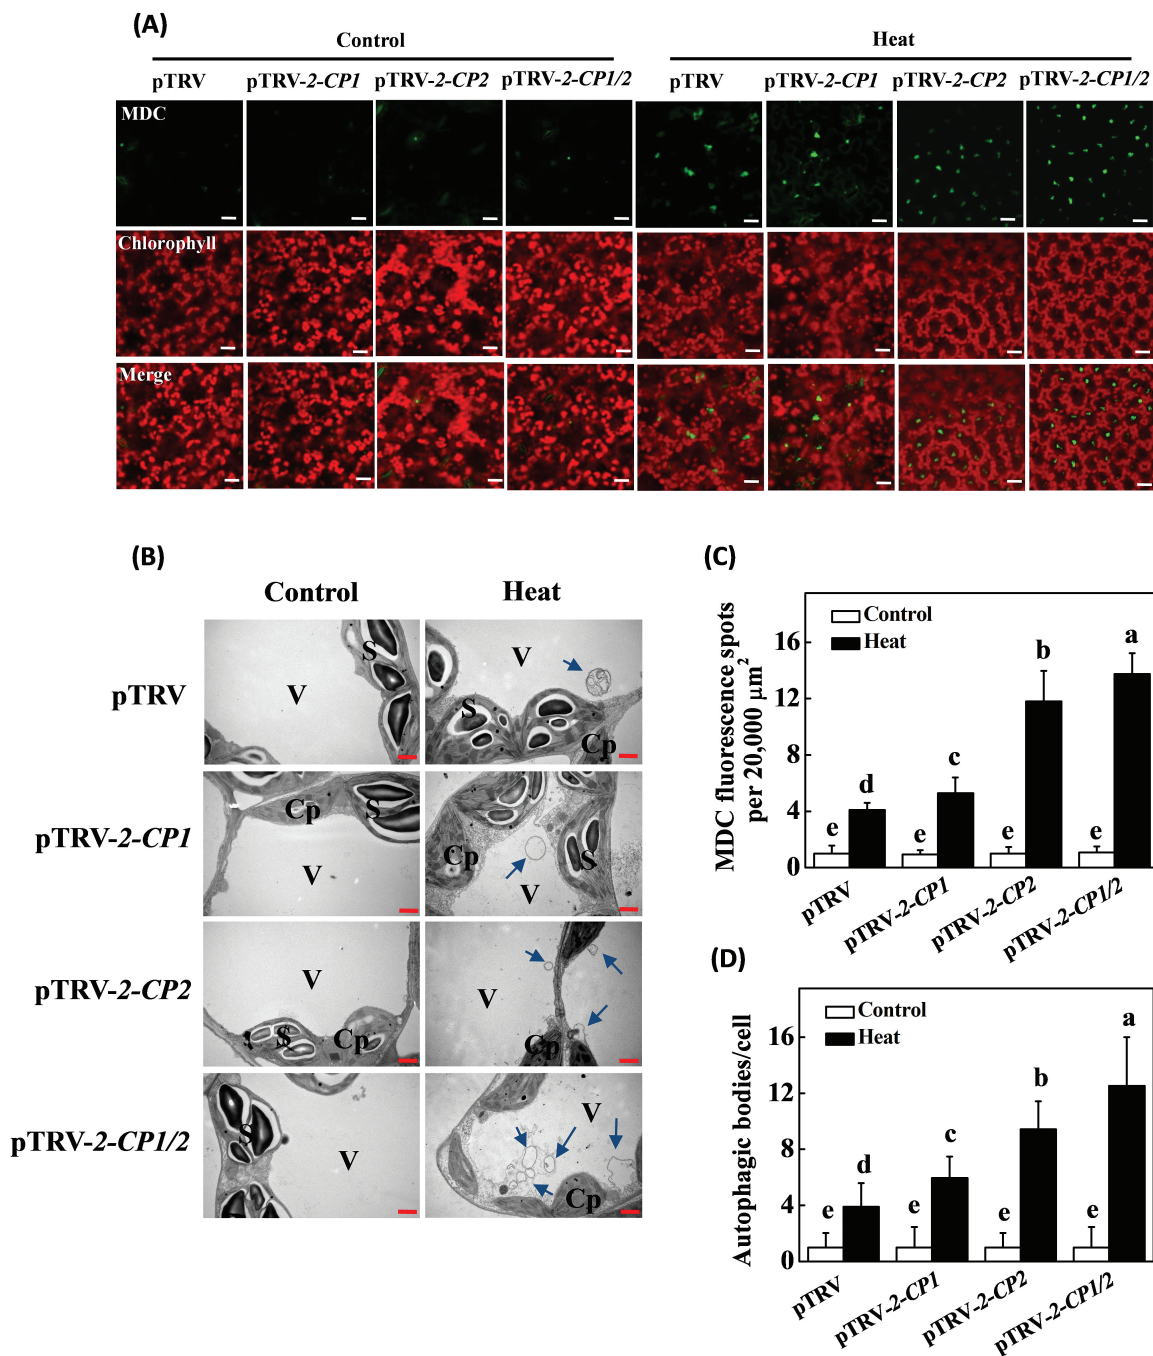 (A)
Control Heat
pTRV pTRV-2-CP1 pTRV-2-CP2 pTRV-2-CP1/2 pTRV pTRV-2-CP1 pTRV-2-CP2 pTRV-2-CP1/2
MDC
Chlorophyll
Merge
(B)
Control Heat
pTRV
V S V S Cp
pTRV-2-CP1
Cp S V Cp S V
pTRV-2-CP2
V S Cp V Cp
pTRV-2-CP1/2
S V V Cp
(C)
MDC fluorescence spots
per 20,000 µm²
Control
Heat
16
12
8
4
0
e d e c e b e a
pTRV pTRV-2-CP1 pTRV-2-CP2 pTRV-2-CP1/2
(D)
Autophagic bodies/cell
Control
Heat
16
12
8
4
0
e d e c e b e a
pTRV pTRV-2-CP1 pTRV-2-CP2 pTRV-2-CP1/2